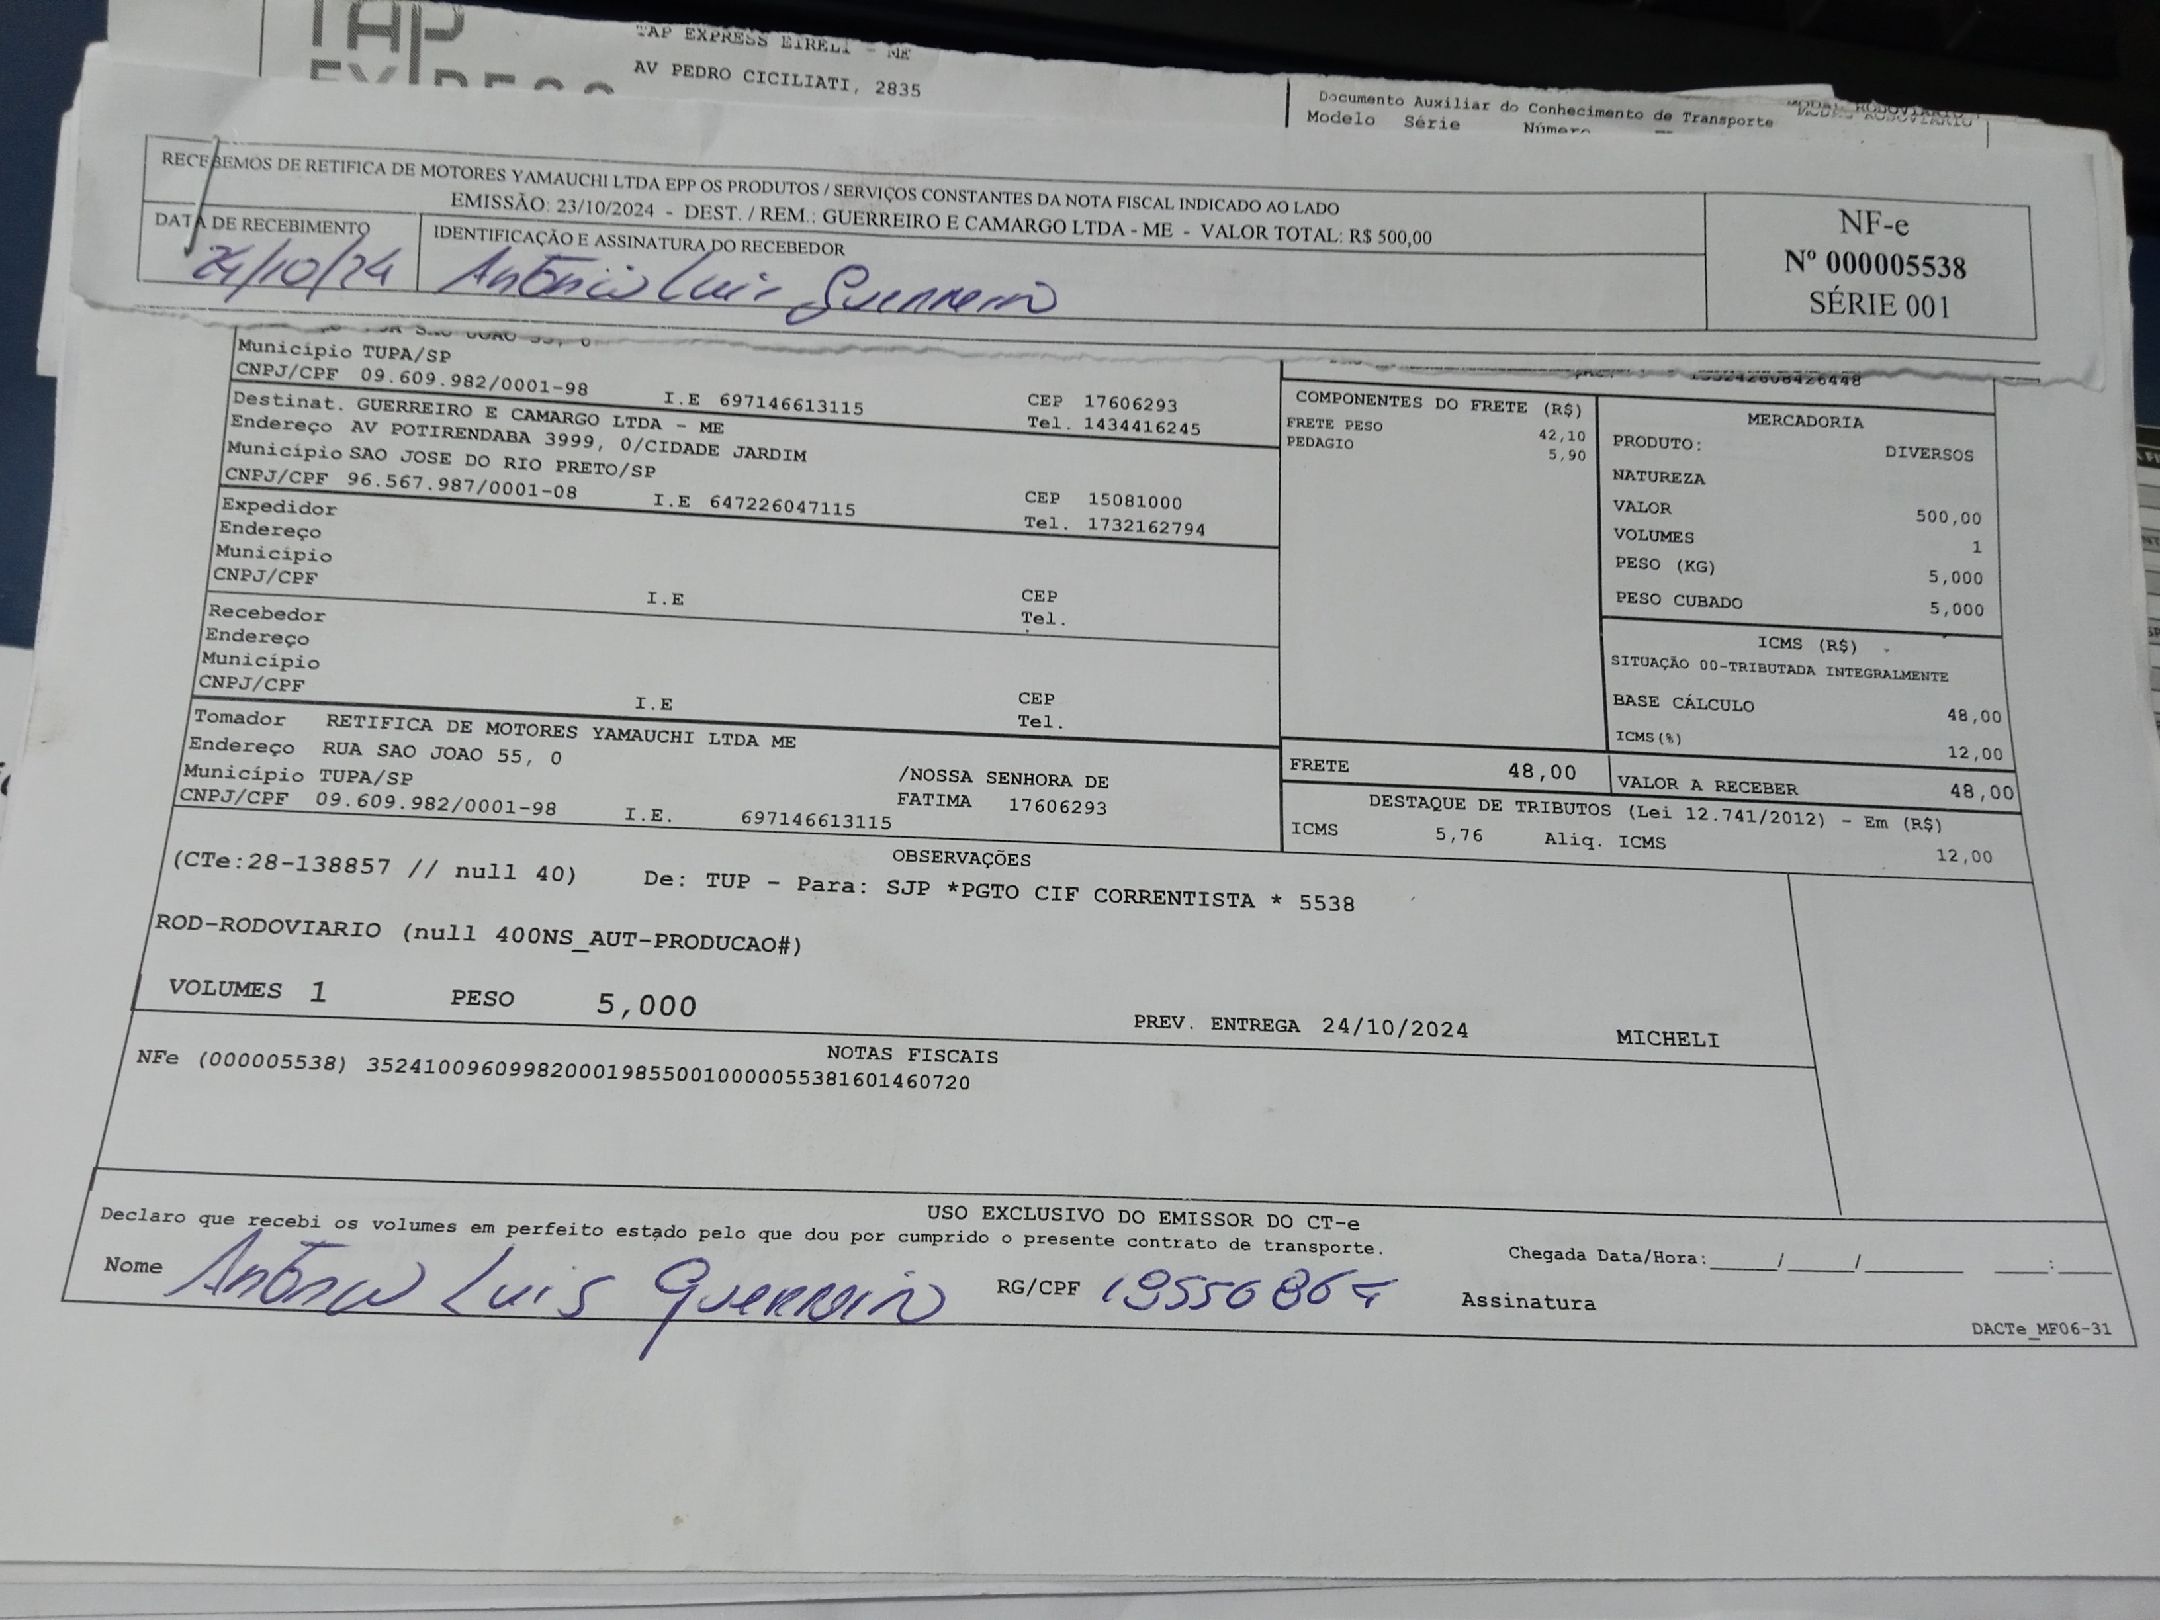 TAP
TAP EXPRESS EIRELI - ME
AV PEDRO CICILIATI, 2835
Documento Auxiliar do Conhecimento de Transporte
MODAL RODOVIARIO
Modelo Série Número
RECEBEMOS DE RETIFICA DE MOTORES YAMAUCHI LTDA EPP OS PRODUTOS / SERVIÇOS CONSTANTES DA NOTA FISCAL INDICADO AO LADO
EMISSÃO: 23/10/2024 - DEST. / REM.: GUERREIRO E CAMARGO LTDA - ME - VALOR TOTAL: R$ 500,00
DATA DE RECEBIMENTO
24/10/24
IDENTIFICAÇÃO E ASSINATURA DO RECEBEDOR
Antônio Luis Guerreiro
NF-e
Nº 000005538
SÉRIE 001
Município TUPA/SP
CNPJ/CPF 09.609.982/0001-98 I.E 697146613115
CEP 17606293
Tel. 1434416245
Destinat. GUERREIRO E CAMARGO LTDA - ME
Endereço AV POTIRENDABA 3999, 0/CIDADE JARDIM
Município SAO JOSE DO RIO PRETO/SP
CNPJ/CPF 96.567.987/0001-08 I.E 647226047115
CEP 15081000
Tel. 1732162794
Expedidor
Endereço
Município
CNPJ/CPF I.E
CEP
Tel.
Recebedor
Endereço
Município
CNPJ/CPF I.E
CEP
Tel.
Tomador RETIFICA DE MOTORES YAMAUCHI LTDA ME
Endereço RUA SAO JOAO 55, 0
/NOSSA SENHORA DE
Município TUPA/SP
FATIMA 17606293
CNPJ/CPF 09.609.982/0001-98 I.E. 697146613115
COMPONENTES DO FRETE (R$)
FRETE PESO 42,10
PEDAGIO 5,90
MERCADORIA
PRODUTO: DIVERSOS
NATUREZA
VALOR 500,00
VOLUMES 1
PESO (KG) 5,000
PESO CUBADO 5,000
ICMS (R$)
SITUAÇÃO 00-TRIBUTADA INTEGRALMENTE
BASE CÁLCULO 48,00
ICMS(%) 12,00
FRETE 48,00
VALOR A RECEBER 48,00
DESTAQUE DE TRIBUTOS (Lei 12.741/2012) - Em (R$)
ICMS 5,76 Aliq. ICMS 12,00
OBSERVAÇÕES
(CTe:28-138857 // null 40) De: TUP - Para: SJP *PGTO CIF CORRENTISTA * 5538
ROD-RODOVIARIO (null 400NS_AUT-PRODUCAO#)
VOLUMES 1 PESO 5,000
PREV. ENTREGA 24/10/2024 MICHELI
NOTAS FISCAIS
NFe (000005538) 35241009609982000198550010000055381601460720
USO EXCLUSIVO DO EMISSOR DO CT-e
Declaro que recebi os volumes em perfeito estado pelo que dou por cumprido o presente contrato de transporte.
Chegada Data/Hora:_____/_____/________ ____:____
Nome Antônio Luis Guerreiro RG/CPF
Assinatura
DACTe_MF06-31